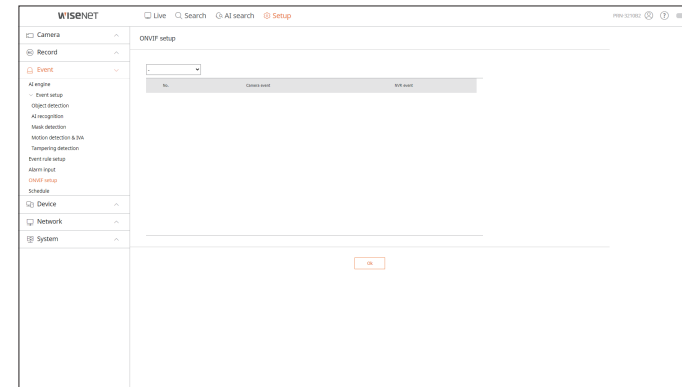 WISENET
Live Search AI search Setup
PRN-3205B2
Camera
ONVIF setup
Record
Event
-
AI engine
No. Camera event NVR event
Event setup
Object detection
AI recognition
Mask detection
Motion detection & IVA
Tampering detection
Event rule setup
Alarm input
ONVIF setup
Schedule
Device
Network
System
Ok